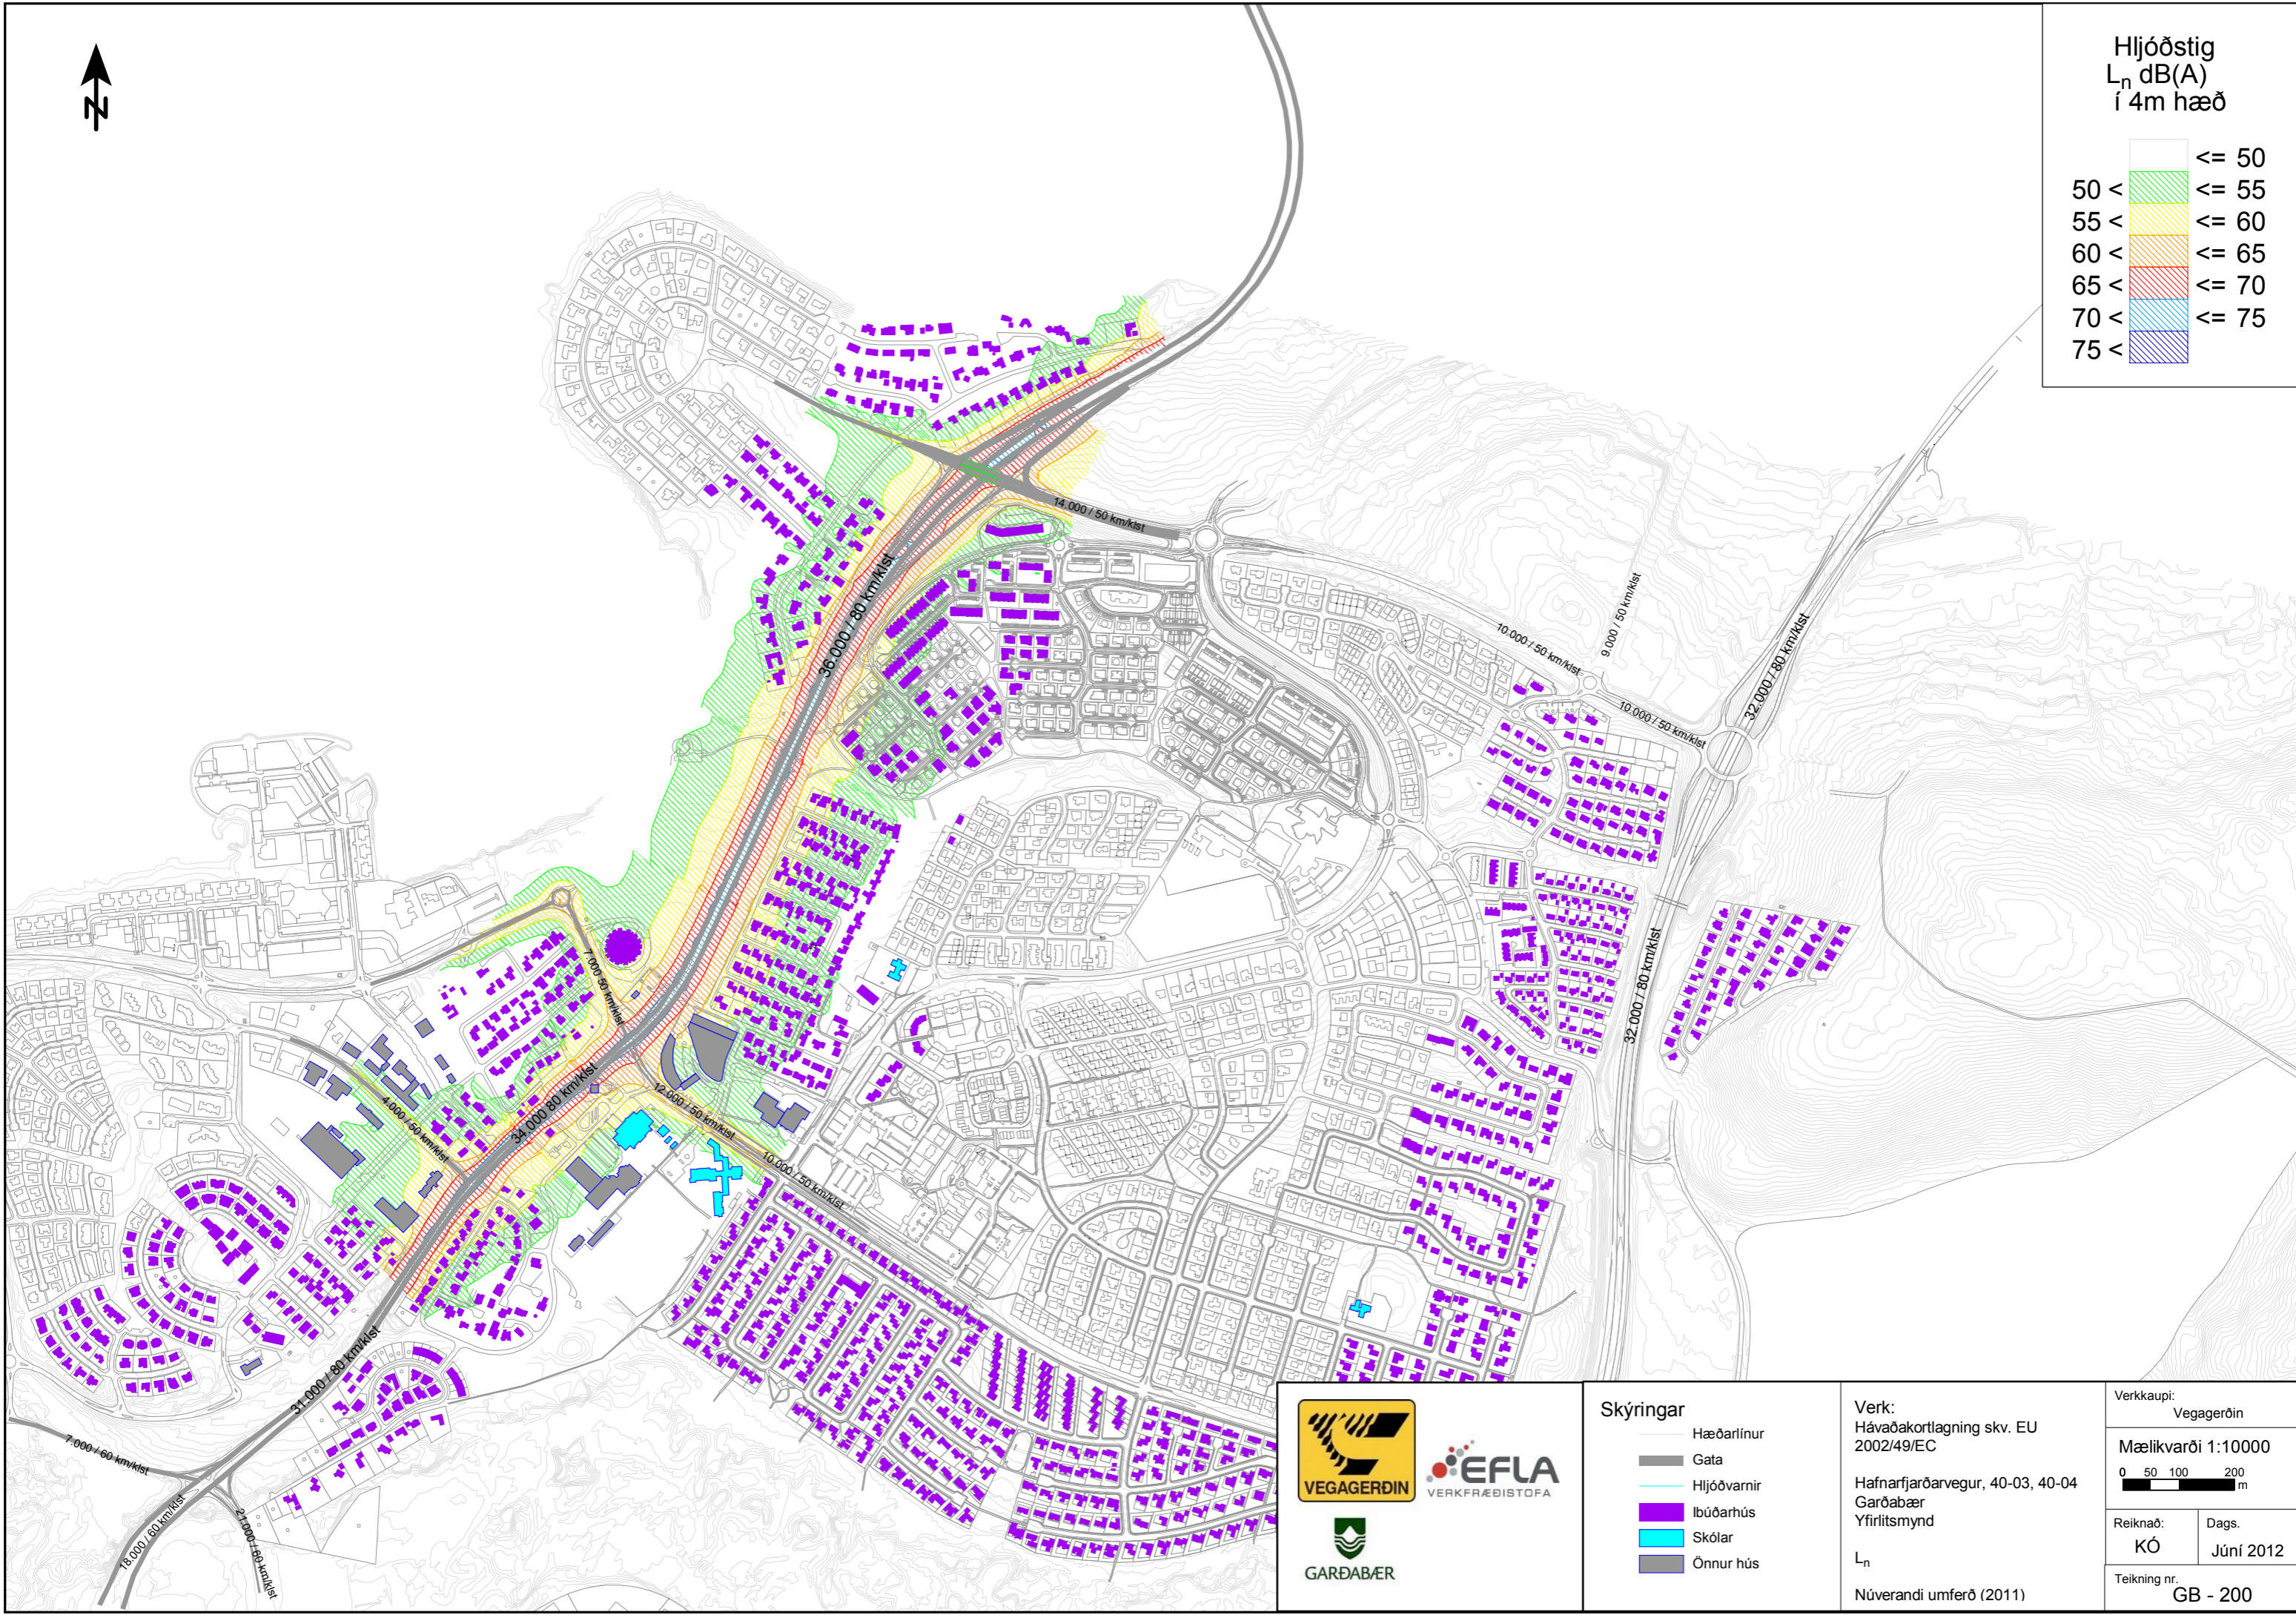 N
Hljóðstig
Ln dB(A)
í 4m hæð
<= 50
50 < <= 55
55 < <= 60
60 < <= 65
65 < <= 70
70 < <= 75
75 <
14.000 / 50 km/klst
36.000 / 80 km/klst
10.000 / 50 km/klst
9.000 / 50 km/klst
10.000 / 50 km/klst
32.000 / 80 km/klst
32.000 / 80 km/klst
7.000 50 km/klst
34.000 80 km/klst
12.000 / 50 km/klst
4.000 / 50 km/klst
10.000 / 50 km/klst
31.000 / 80 km/klst
7.000 / 60 km/klst
18.000 / 60 km/klst
21.000 / 60 km/klst
VEGAGERÐIN
EFLA
VERKFRÆÐISTOFA
GARÐABÆR
Skýringar
Hæðarlínur
Gata
Hljóðvarnir
Íbúðarhús
Skólar
Önnur hús
Verk:
Hávaðakortlagning skv. EU
2002/49/EC
Hafnarfjarðarvegur, 40-03, 40-04
Garðabær
Yfirlitsmynd
Ln
Núverandi umferð (2011)
Verkkaupi:
Vegagerðin
Mælikvarði 1:10000
0 50 100 200
m
Reiknað:
KÓ
Dags.
Júní 2012
Teikning nr.
GB - 200